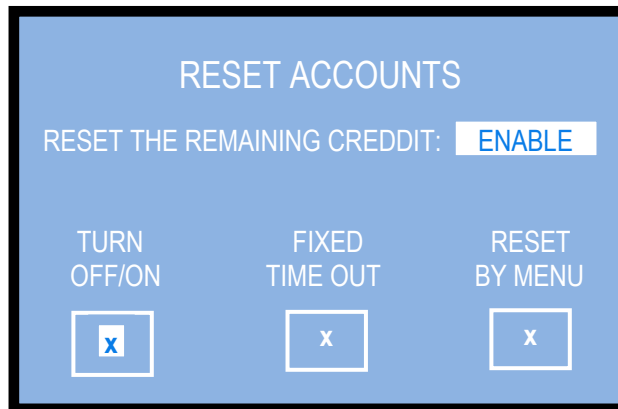 RESET ACCOUNTS
RESET THE REMAINING CREDDIT: ENABLE
TURN OFF/ON
FIXED TIME OUT
RESET BY MENU
x
x
x